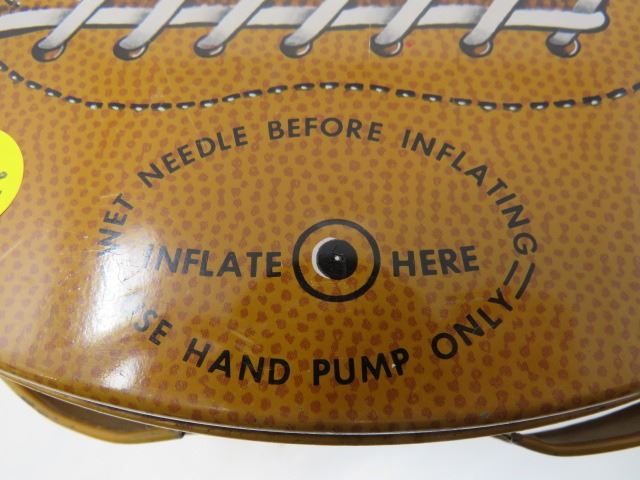 WET NEEDLE BEFORE INFLATING
INFLATE HERE
USE HAND PUMP ONLY